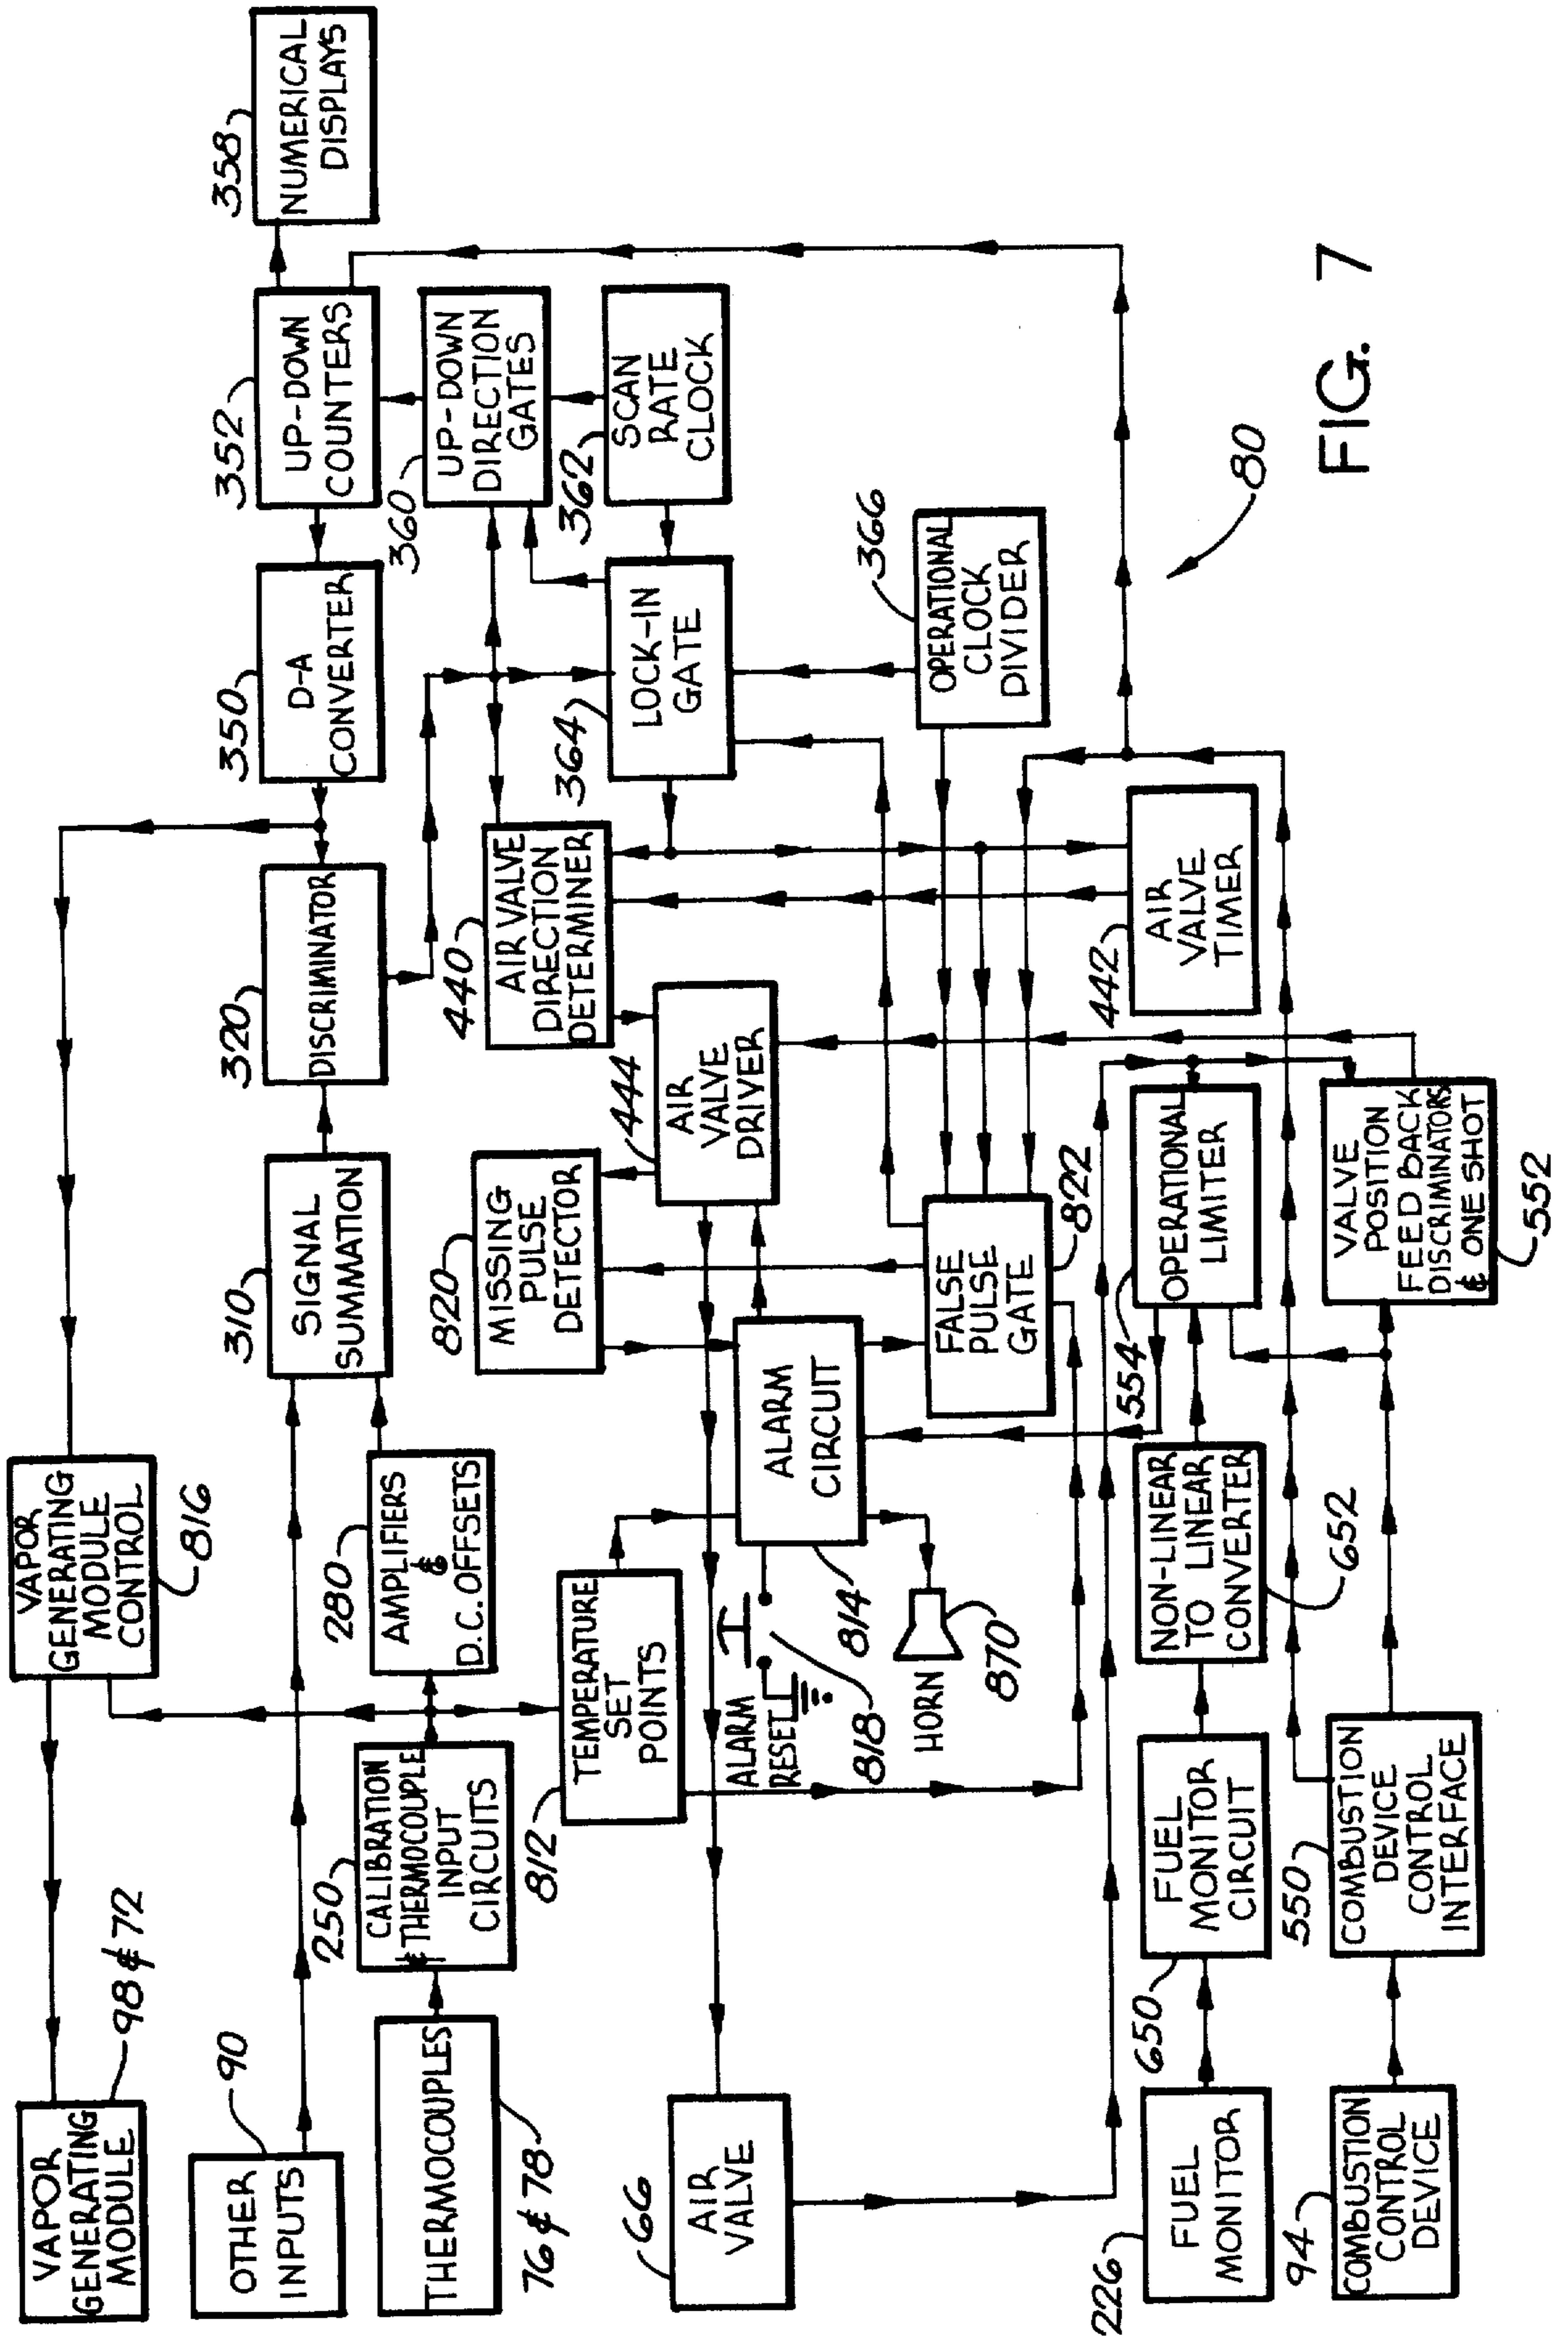 VAPOR
GENERATING
MODULE
98 & 72
VAPOR
GENERATING
MODULE
CONTROL
816
OTHER
INPUTS
90
310
SIGNAL
SUMMATION
320
DISCRIMINATOR
350
D-A
CONVERTER
352
UP-DOWN
COUNTERS
358
NUMERICAL
DISPLAYS
THERMOCOUPLES
76 & 78
250
CALIBRATION
& THERMOCOUPLE
INPUT
CIRCUITS
280
AMPLIFIERS
&
D.C. OFFSETS
812
TEMPERATURE
SET
POINTS
820
MISSING
PULSE
DETECTOR
440
AIR VALVE
DIRECTION
DETERMINER
360
UP-DOWN
DIRECTION
GATES
66
AIR
VALVE
444
AIR
VALVE
DRIVER
364
LOCK-IN
GATE
362
SCAN
RATE
CLOCK
ALARM
RESET
818
814
ALARM
CIRCUIT
HORN
870
FALSE
PULSE
GATE
822
366
OPERATIONAL
CLOCK
DIVIDER
226
FUEL
MONITOR
650
FUEL
MONITOR
CIRCUIT
NON-LINEAR
TO LINEAR
CONVERTER
652
554
OPERATIONAL
LIMITER
442
AIR
VALVE
TIMER
94
COMBUSTION
CONTROL
DEVICE
550
COMBUSTION
DEVICE
CONTROL
INTERFACE
VALVE
POSITION
FEED BACK
DISCRIMINATORS
& ONE SHOT
552
80
FIG. 7